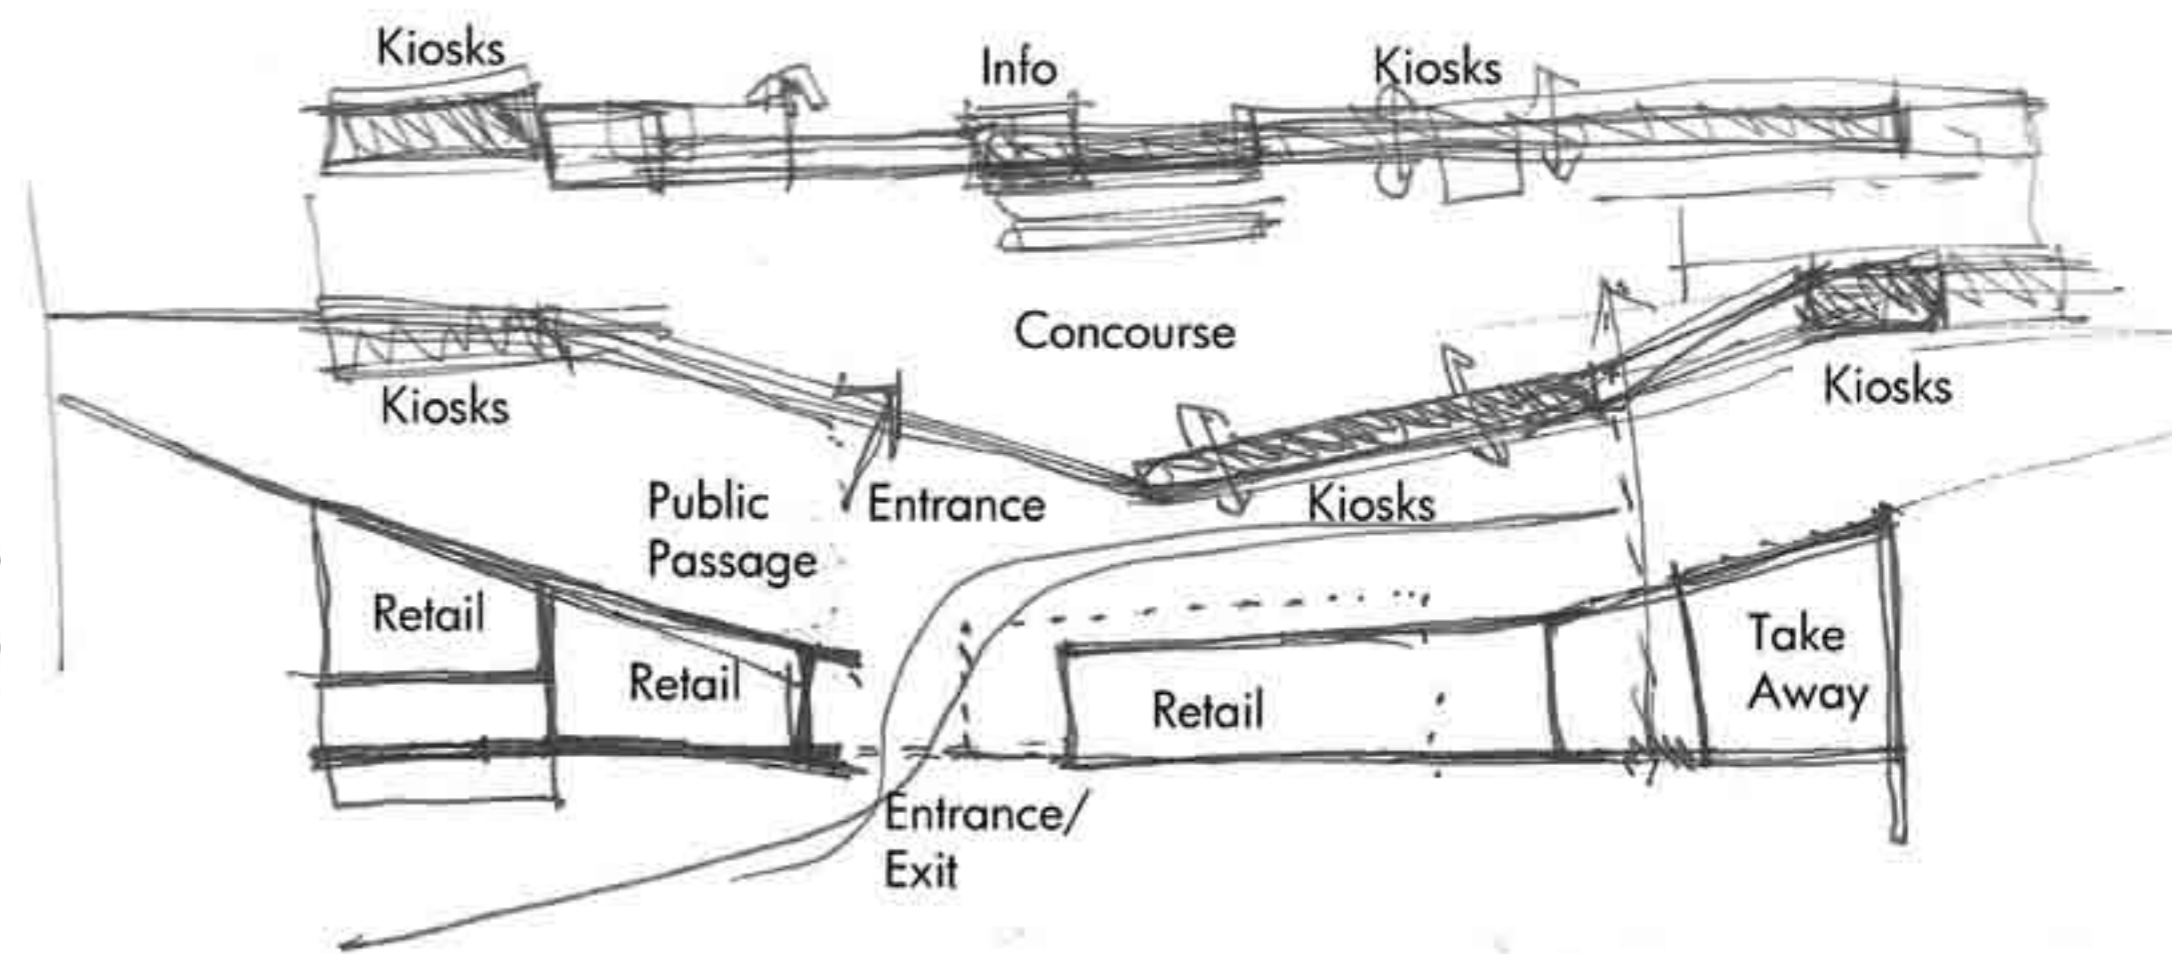 Kiosks
Info
Kiosks
Concourse
Kiosks
Kiosks
Public
Passage
Entrance
Kiosks
Retail
Retail
Retail
Take
Away
Entrance/
Exit